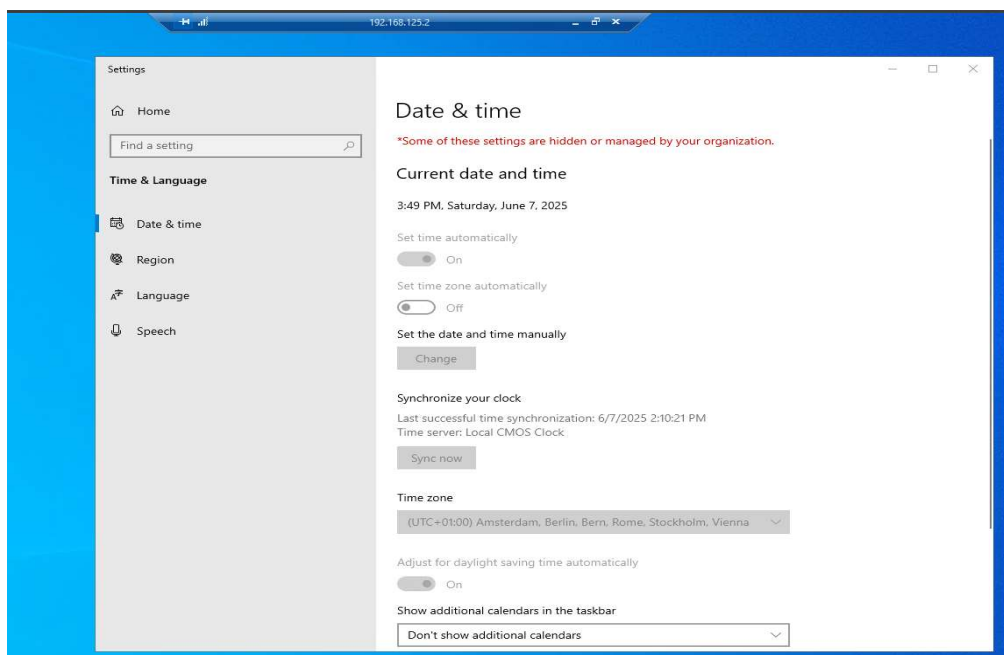 192.168.125.2
Settings
Home
Find a setting
Time & Language
Date & time
Region
Language
Speech
Date & time
*Some of these settings are hidden or managed by your organization.
Current date and time
3:49 PM, Saturday, June 7, 2025
Set time automatically
On
Set time zone automatically
Off
Set the date and time manually
Change
Synchronize your clock
Last successful time synchronization: 6/7/2025 2:10:21 PM
Time server: Local CMOS Clock
Sync now
Time zone
(UTC+01:00) Amsterdam, Berlin, Bern, Rome, Stockholm, Vienna
Adjust for daylight saving time automatically
On
Show additional calendars in the taskbar
Don't show additional calendars